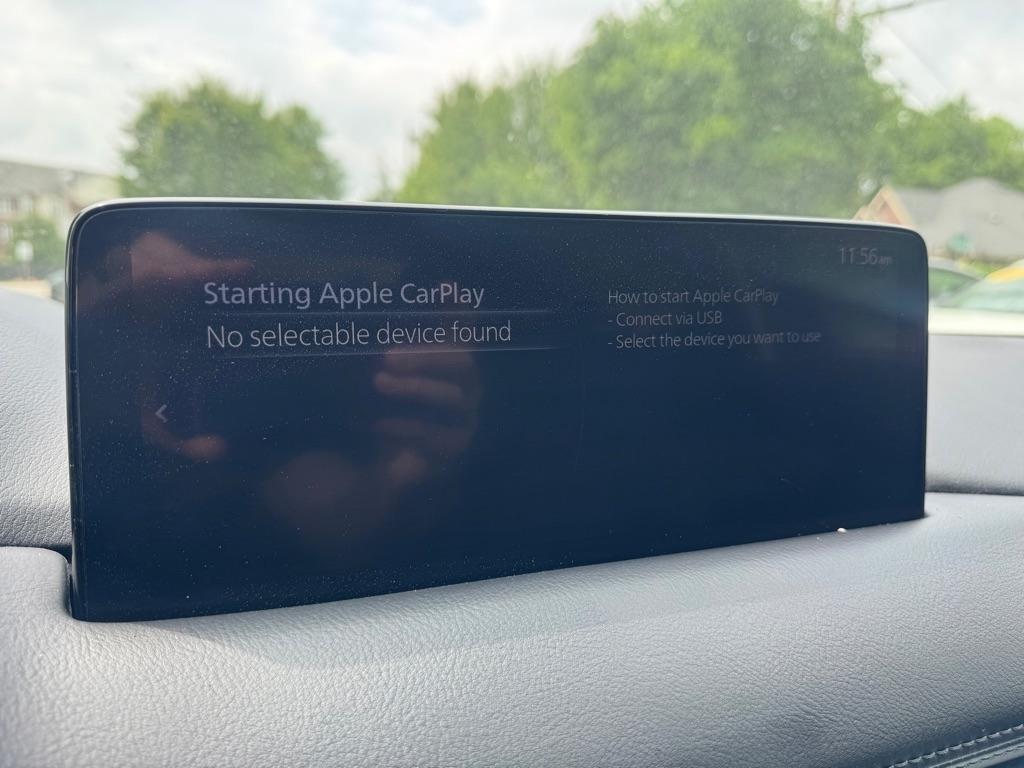 11:56am
Starting Apple CarPlay
No selectable device found
How to start Apple CarPlay
- Connect via USB
- Select the device you want to use